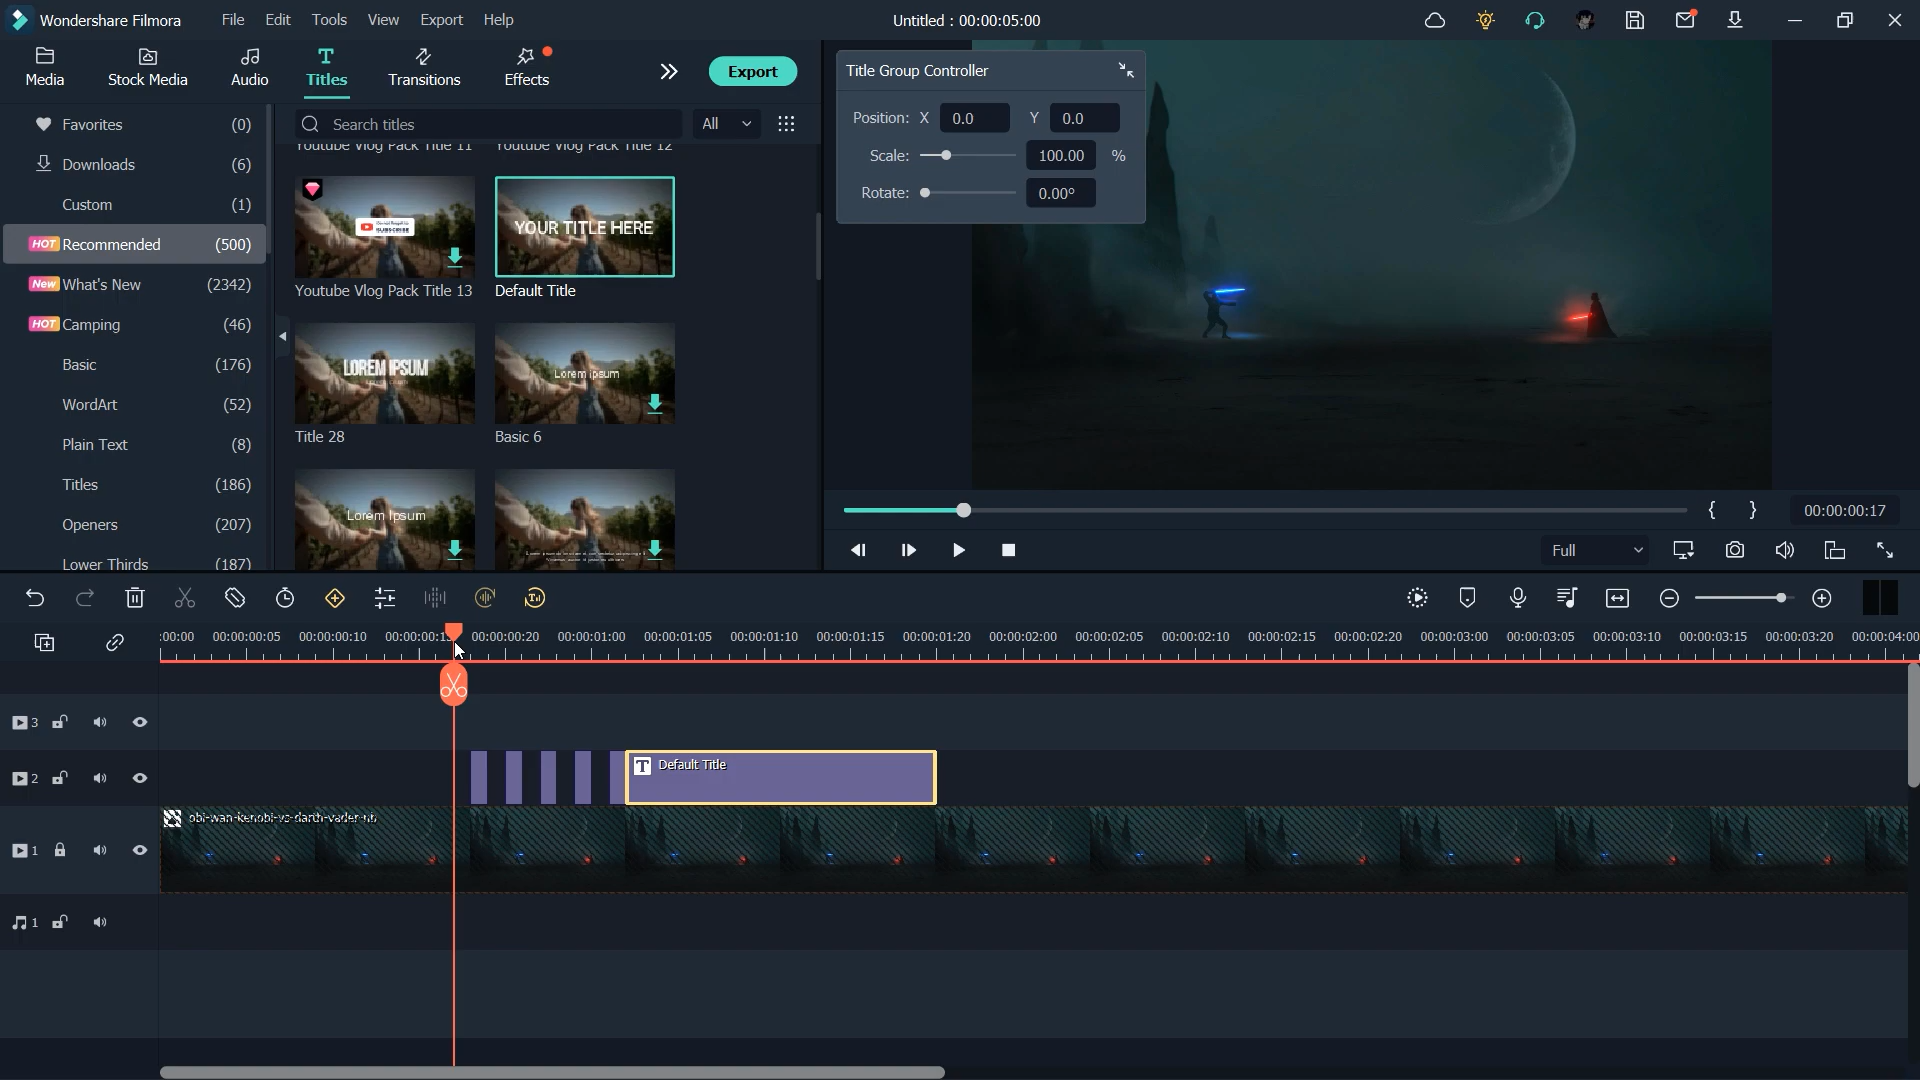 Wondershare Filmora File Edit Tools View Export Help Untitled : 00:00:05:00
Media Stock Media Audio Titles Transitions Effects Export
Favorites (0)
Downloads (6)
Custom (1)
HOT Recommended (500)
New What's New (2342)
HOT Camping (46)
Basic (176)
WordArt (52)
Plain Text (8)
Titles (186)
Openers (207)
Lower Thirds (187)
Search titles All
Youtube Vlog Pack Title 11 Youtube Vlog Pack Title 12
SUBSCRIBE
YOUR TITLE HERE
Youtube Vlog Pack Title 13 Default Title
LOREM IPSUM
Lorem ipsum
Title 28 Basic 6
Lorem Ipsum
Title Group Controller
Position: X 0.0 Y 0.0
Scale: 100.00 %
Rotate: 0.00°
{ } 00:00:00:17
Full
:00:00 00:00:00:05 00:00:00:10 00:00:00:15 00:00:00:20 00:00:01:00 00:00:01:05 00:00:01:10 00:00:01:15 00:00:01:20 00:00:02:00 00:00:02:05 00:00:02:10 00:00:02:15 00:00:02:20 00:00:03:00 00:00:03:05 00:00:03:10 00:00:03:15 00:00:03:20 00:00:04:00
3
2
T Default Title
obi-wan-kenobi-vs-darth-vader-nb
1
1